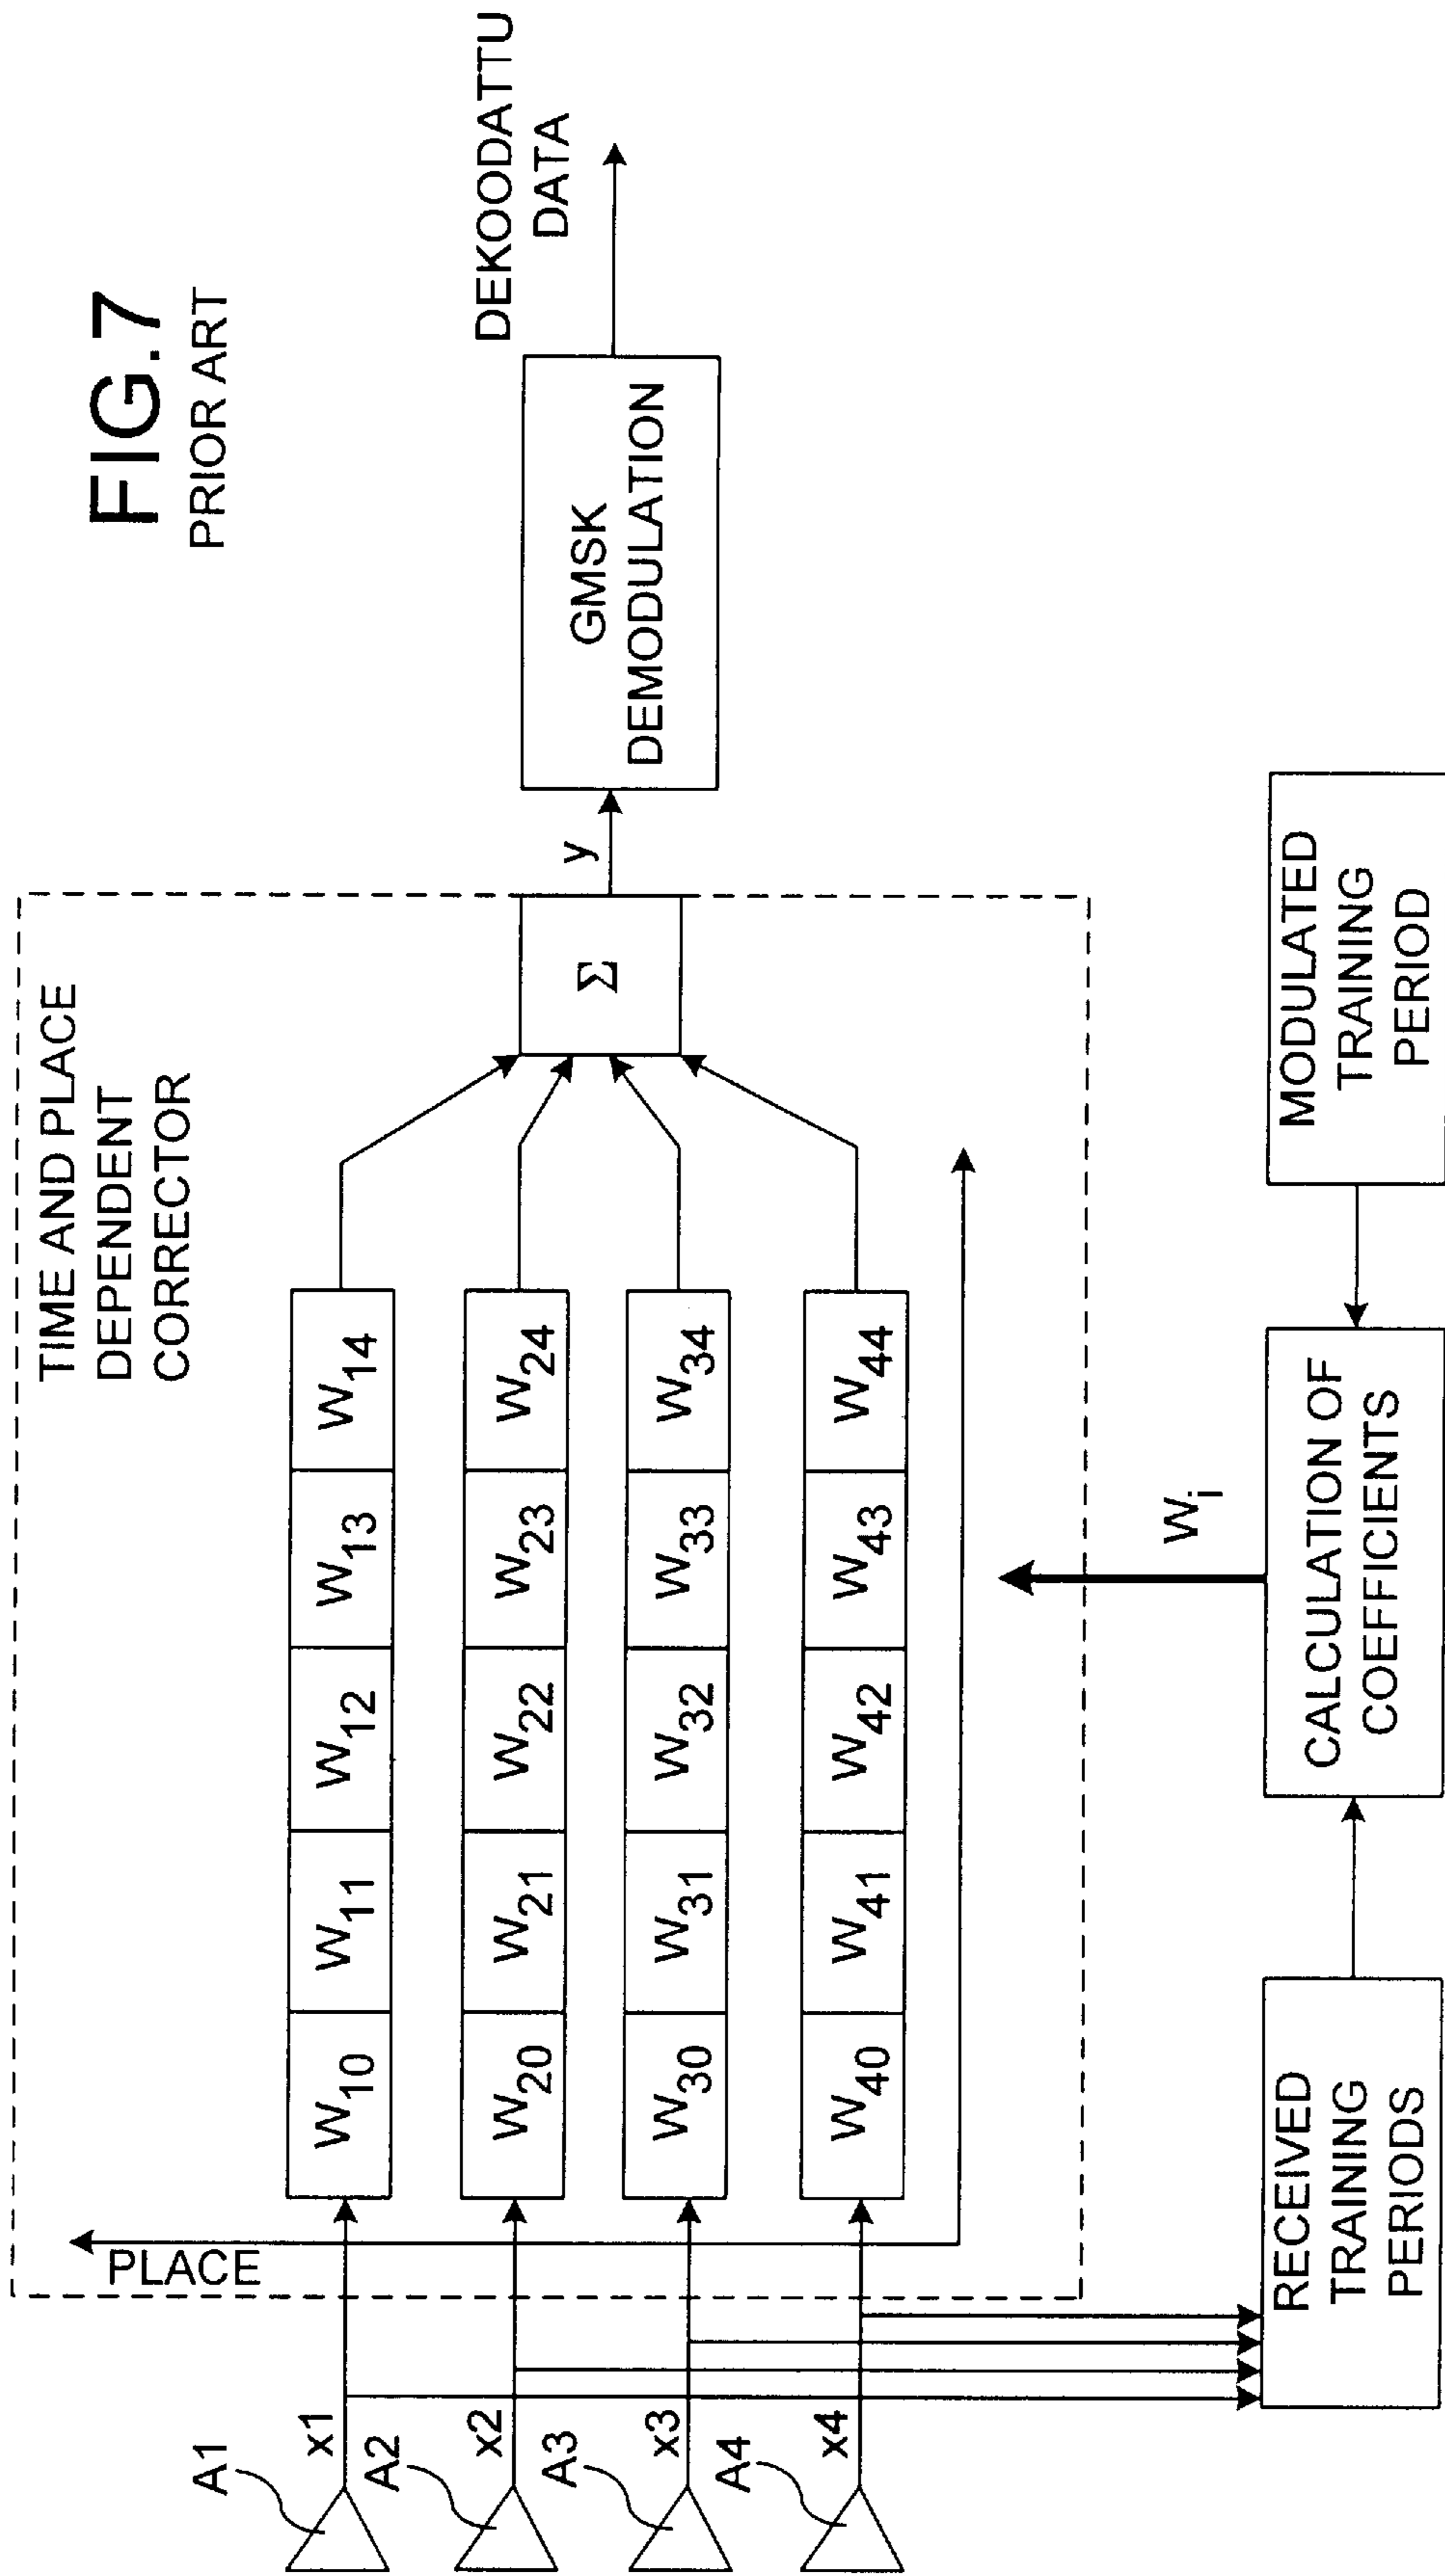 FIG.7
PRIOR ART
TIME AND PLACE
DEPENDENT
CORRECTOR
PLACE
A1
x1
W10
W11
W12
W13
W14
A2
x2
W20
W21
W22
W23
W24
A3
x3
W30
W31
W32
W33
W34
A4
x4
W40
W41
W42
W43
W44
Σ
y
GMSK
DEMODULATION
DEKOODATTU
DATA
Wi
RECEIVED
TRAINING
PERIODS
CALCULATION OF
COEFFICIENTS
MODULATED
TRAINING
PERIOD